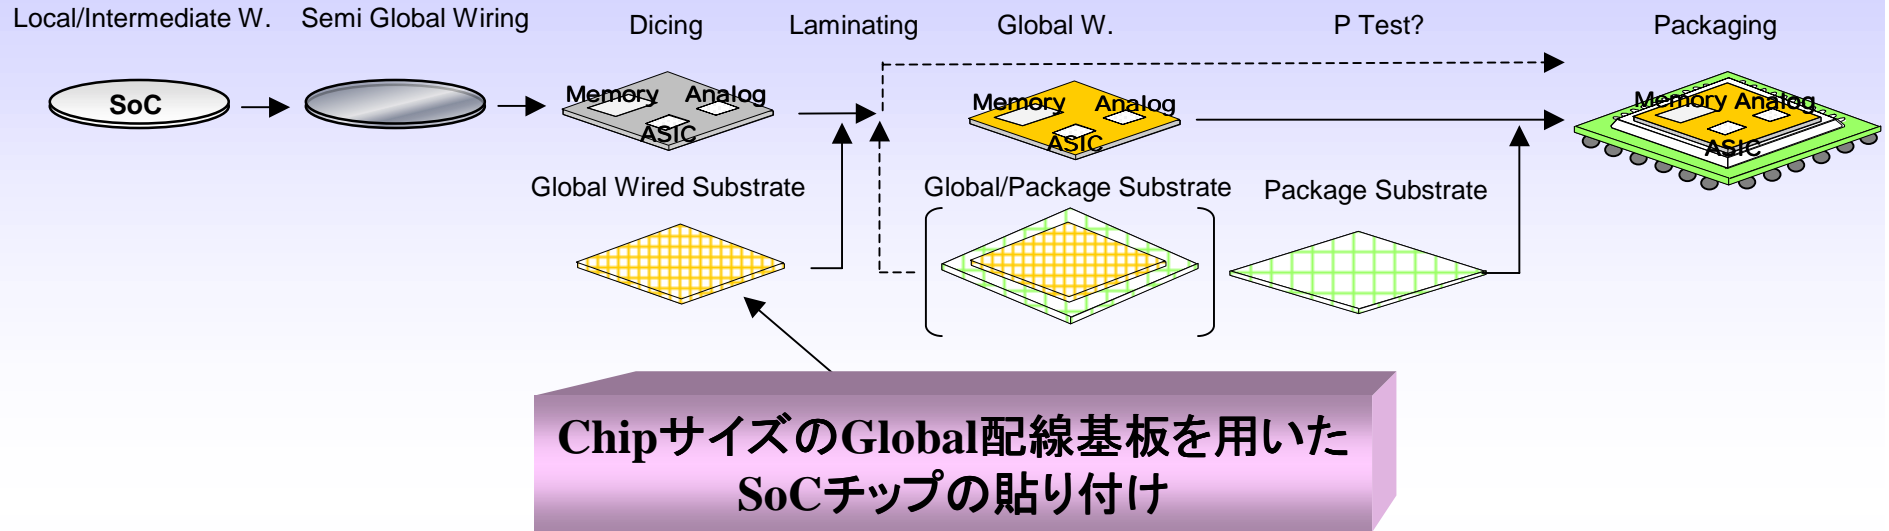 Local/Intermediate W.
Semi Global Wiring
Dicing
Laminating
Global W.
P Test?
Packaging
SoC
Memory
Analog
ASIC
Memory
Analog
ASIC
Memory
Analog
ASIC
Global Wired Substrate
Global/Package Substrate
Package Substrate
ChipサイズのGlobal配線基板を用いた
SoCチップの貼り付け